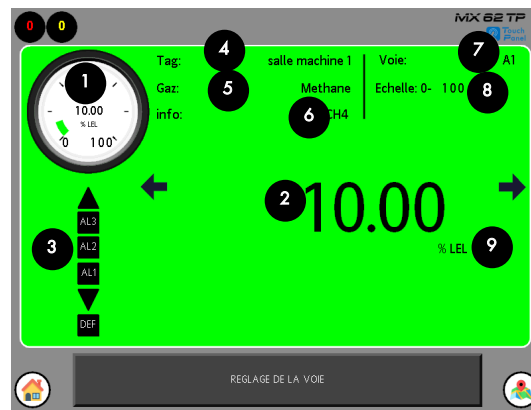 0 0 MX 62 TP
Touch Panel
4 7
Tag: salle machine 1 Voie: A1
1 5 8
Gaz: Methane Echelle: 0- 100
10.00
% LEL
info: 6 CH4
0 100
2 10.00
AL3
3 AL2 % LEL 9
AL1
DEF
REGLAGE DE LA VOIE